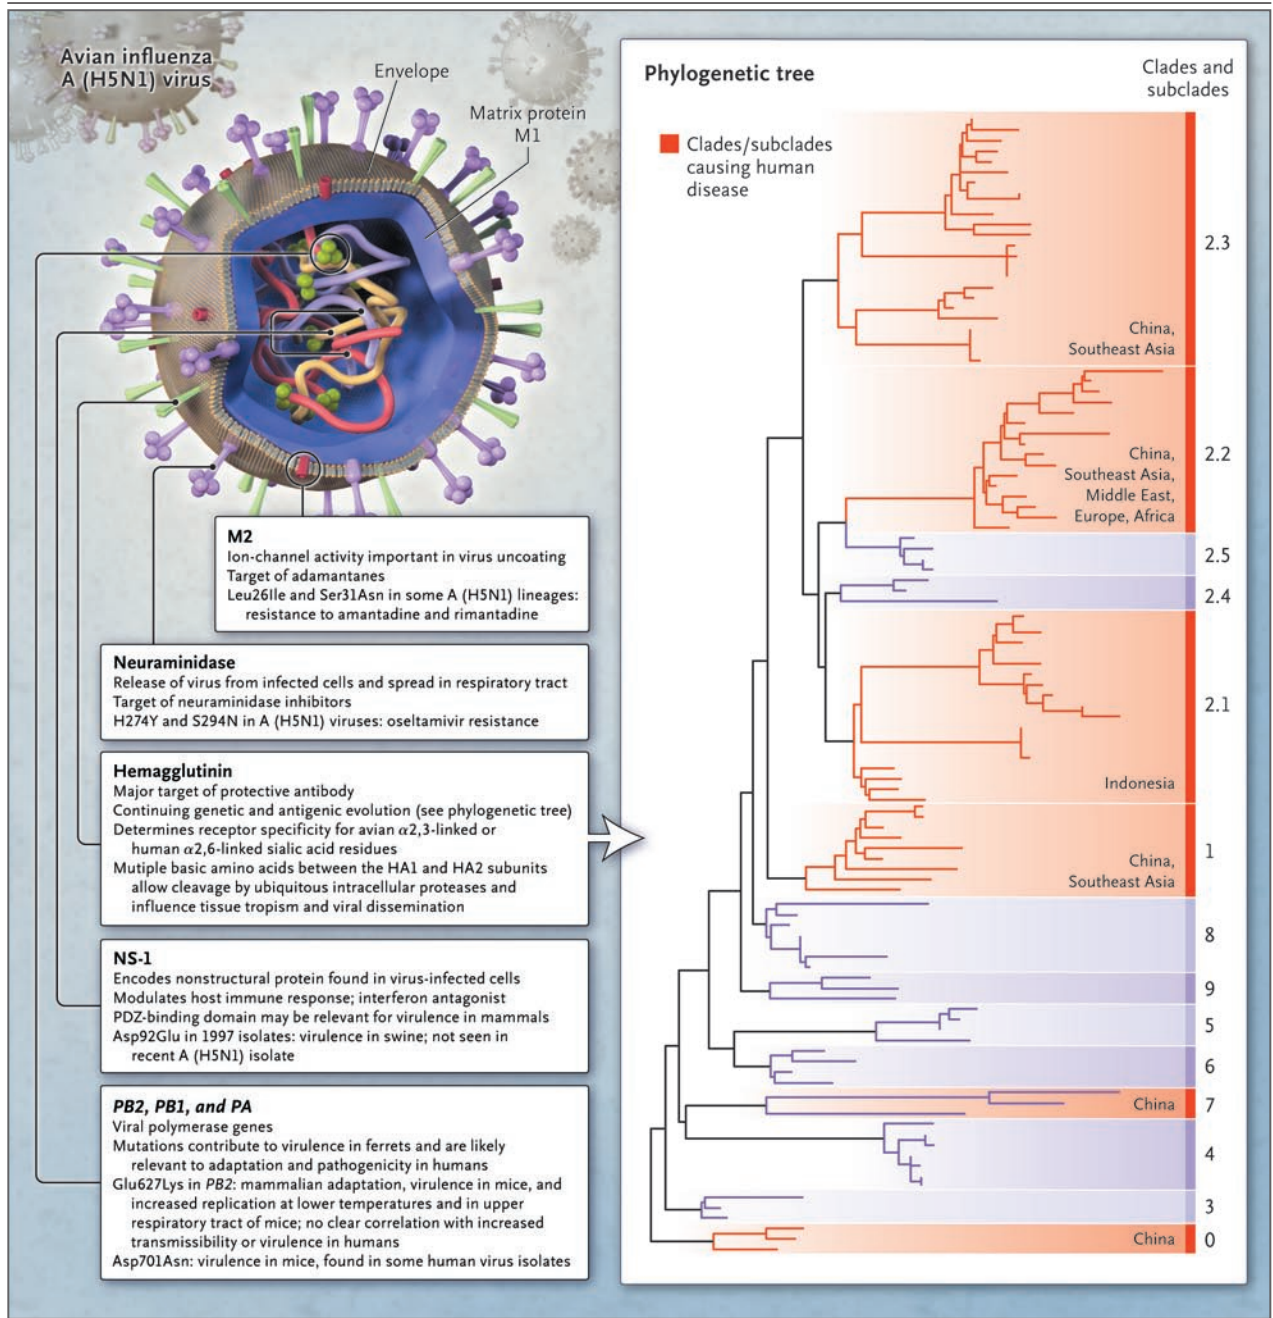 Avian influenza
A (H5N1) virus
Envelope
Matrix protein
M1
M2
Ion-channel activity important in virus uncoating
Target of adamantanes
Leu26Ile and Ser31Asn in some A (H5N1) lineages:
resistance to amantadine and rimantadine
Neuraminidase
Release of virus from infected cells and spread in respiratory tract
Target of neuraminidase inhibitors
H274Y and S294N in A (H5N1) viruses: oseltamivir resistance
Hemagglutinin
Major target of protective antibody
Continuing genetic and antigenic evolution (see phylogenetic tree)
Determines receptor specificity for avian α2,3-linked or
human α2,6-linked sialic acid residues
Mutiple basic amino acids between the HA1 and HA2 subunits
allow cleavage by ubiquitous intracellular proteases and
influence tissue tropism and viral dissemination
NS-1
Encodes nonstructural protein found in virus-infected cells
Modulates host immune response; interferon antagonist
PDZ-binding domain may be relevant for virulence in mammals
Asp92Glu in 1997 isolates: virulence in swine; not seen in
recent A (H5N1) isolate
PB2, PB1, and PA
Viral polymerase genes
Mutations contribute to virulence in ferrets and are likely
relevant to adaptation and pathogenicity in humans
Glu627Lys in PB2: mammalian adaptation, virulence in mice, and
increased replication at lower temperatures and in upper
respiratory tract of mice; no clear correlation with increased
transmissibility or virulence in humans
Asp701Asn: virulence in mice, found in some human virus isolates
Phylogenetic tree
Clades and
subclades
Clades/subclades
causing human
disease
2.3
China,
Southeast Asia
2.2
China,
Southeast Asia,
Middle East,
Europe, Africa
2.5
2.4
2.1
Indonesia
1
China,
Southeast Asia
8
9
5
6
China
7
4
3
China
0